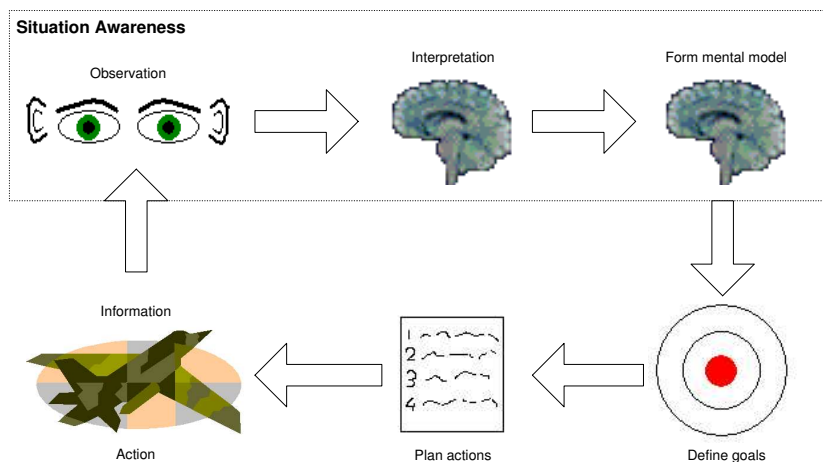 Situation Awareness
Observation
Interpretation
Form mental model
Information
1
2
3
4
Action
Plan actions
Define goals